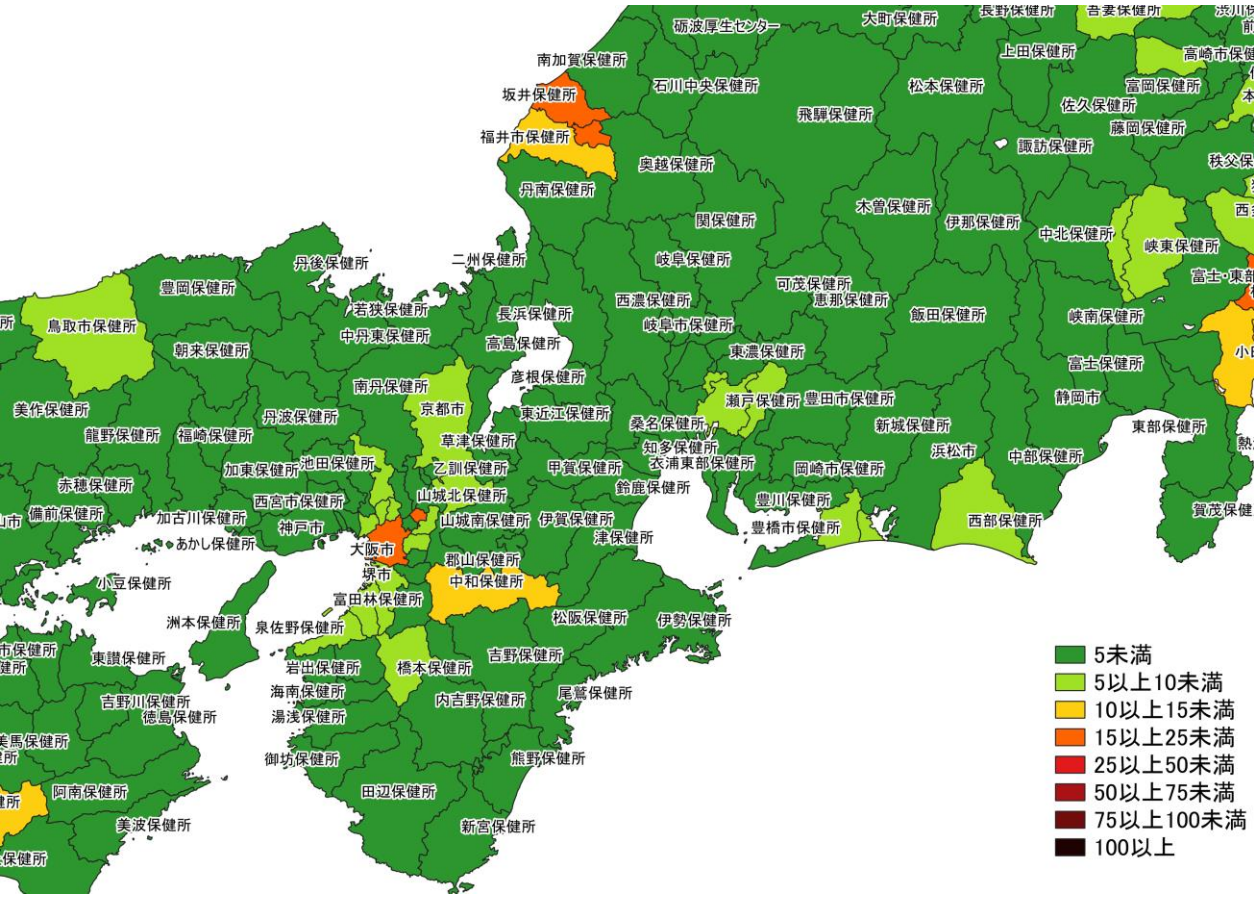 砺波厚生センター
大町保健所
長野保健所
吾妻保健所
南加賀保健所
上田保健所
坂井保健所
石川中央保健所
松本保健所
富岡保健所
飛騨保健所
佐久保健所
福井市保健所
藤岡保健所
諏訪保健所
奥越保健所
丹南保健所
木曽保健所
関保健所
伊那保健所
中北保健所
峡東保健所
丹後保健所
二州保健所
岐阜保健所
富士・東部
豊岡保健所
可茂保健所
若狭保健所
長浜保健所
西濃保健所
恵那保健所
飯田保健所
峡南保健所
鳥取市保健所
中丹東保健所
岐阜市保健所
朝来保健所
高島保健所
東濃保健所
富士保健所
彦根保健所
南丹保健所
京都市
瀬戸保健所
豊田市保健所
静岡市
美作保健所
丹波保健所
東近江保健所
桑名保健所
新城保健所
東部保健所
龍野保健所
福崎保健所
草津保健所
知多保健所
浜松市
中部保健所
加東保健所
池田保健所
乙訓保健所
甲賀保健所
衣浦東部保健所
岡崎市保健所
赤穂保健所
鈴鹿保健所
西宮市保健所
山城北保健所
豊川保健所
備前保健所
加古川保健所
神戸市
山城南保健所
伊賀保健所
豊橋市保健所
西部保健所
あかし保健所
大阪市
津保健所
郡山保健所
小豆保健所
堺市
中和保健所
富田林保健所
洲本保健所
泉佐野保健所
松阪保健所
伊勢保健所
東讃保健所
岩出保健所
橋本保健所
吉野保健所
吉野川保健所
海南保健所
内吉野保健所
尾鷲保健所
徳島保健所
湯浅保健所
美馬保健所
御坊保健所
熊野保健所
阿南保健所
田辺保健所
美波保健所
新宮保健所
5未満
5以上10未満
10以上15未満
15以上25未満
25以上50未満
50以上75未満
75以上100未満
100以上